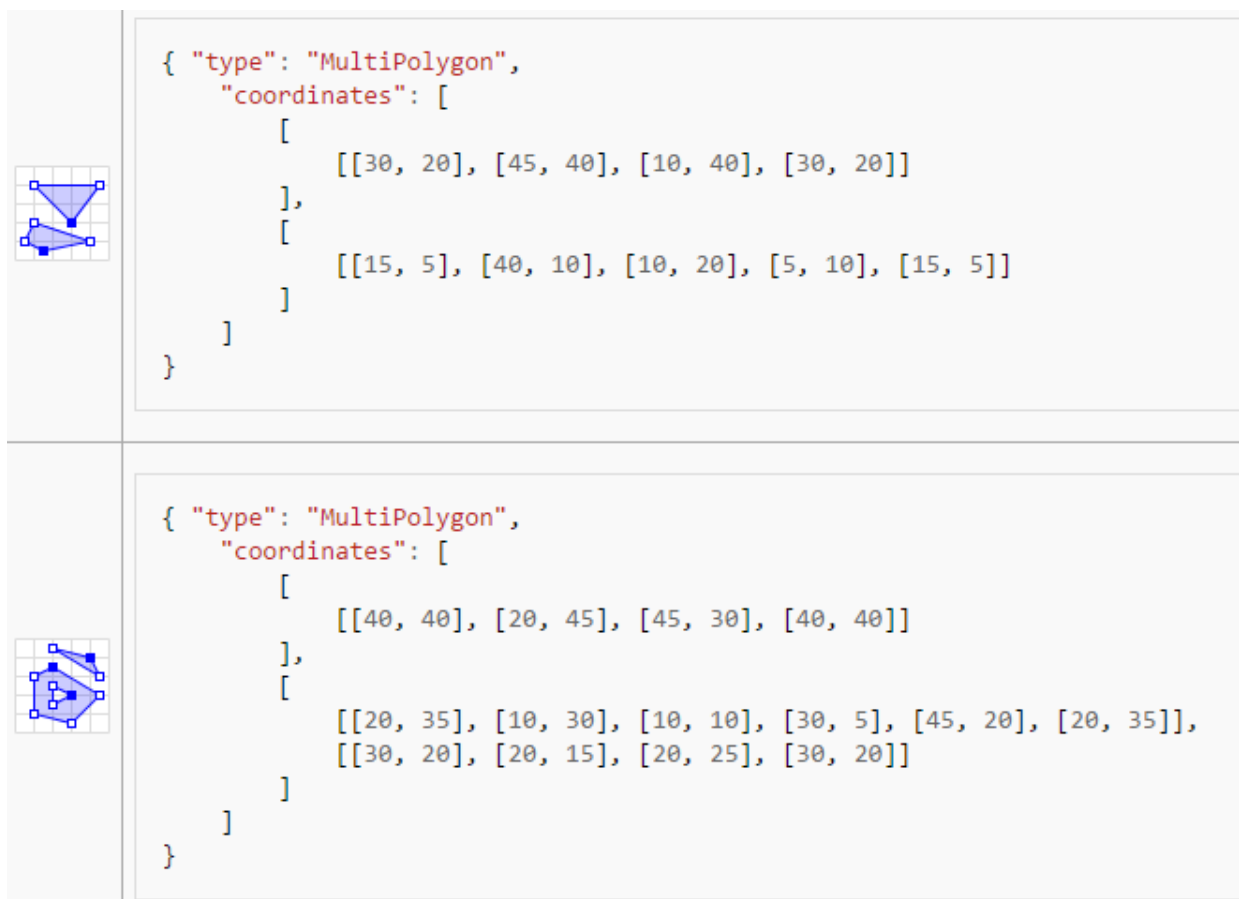 { "type": "MultiPolygon",
    "coordinates": [
        [
            [[30, 20], [45, 40], [10, 40], [30, 20]]
        ],
        [
            [[15, 5], [40, 10], [10, 20], [5, 10], [15, 5]]
        ]
    ]
}
{ "type": "MultiPolygon",
    "coordinates": [
        [
            [[40, 40], [20, 45], [45, 30], [40, 40]]
        ],
        [
            [[20, 35], [10, 30], [10, 10], [30, 5], [45, 20], [20, 35]],
            [[30, 20], [20, 15], [20, 25], [30, 20]]
        ]
    ]
}